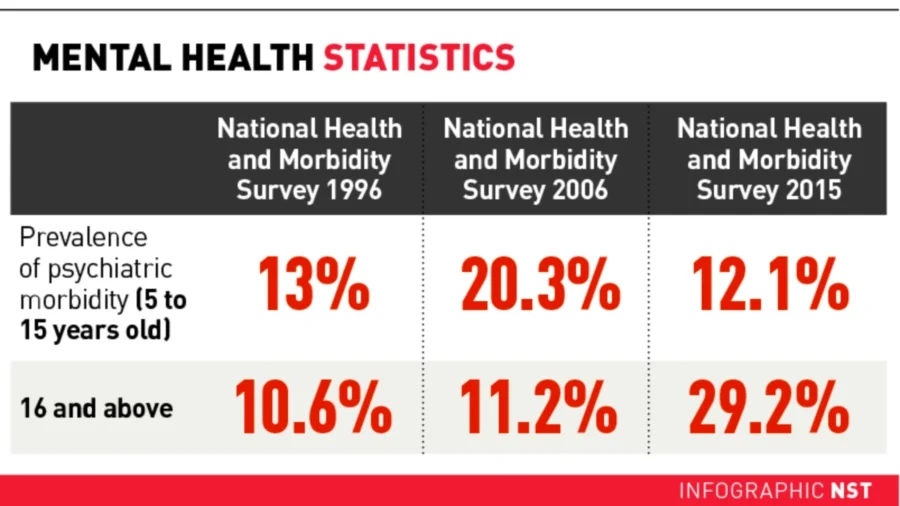 MENTAL HEALTH STATISTICS
National Health
and Morbidity
Survey 1996
National Health
and Morbidity
Survey 2006
National Health
and Morbidity
Survey 2015
Prevalence
of psychiatric
morbidity (5 to
15 years old)
13%
20.3%
12.1%
16 and above
10.6%
11.2%
29.2%
INFOGRAPHIC NST